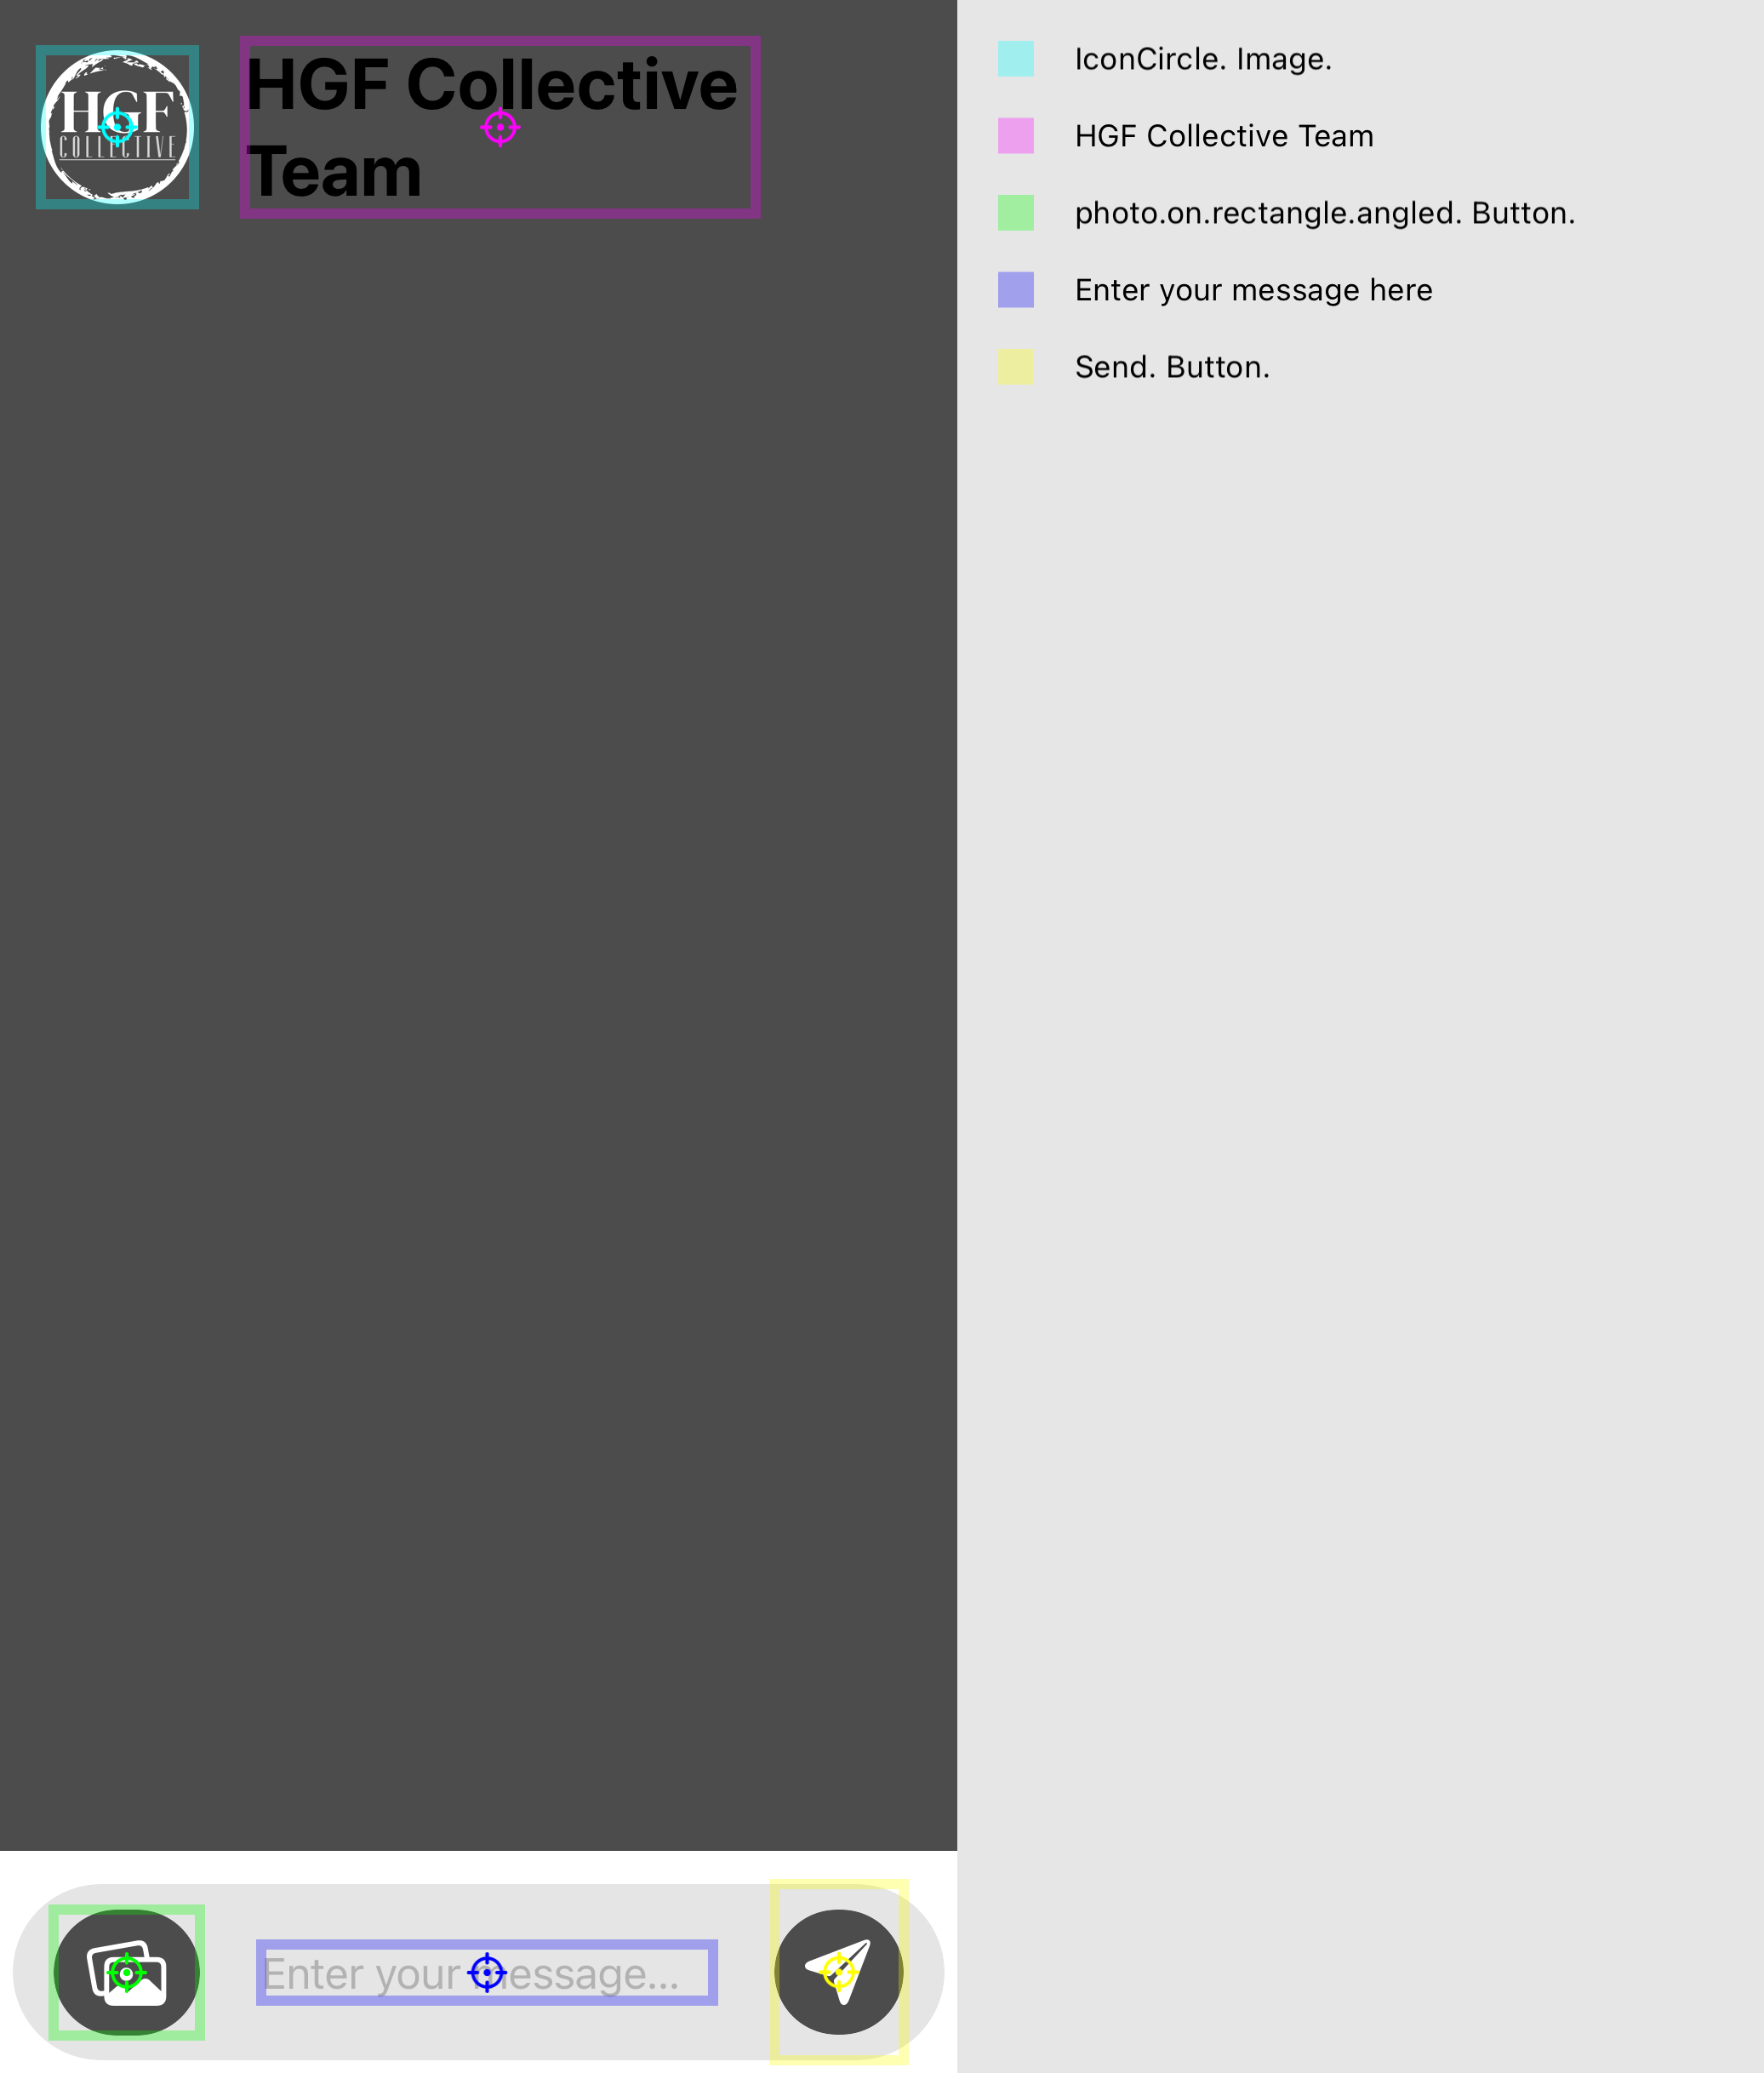 HGF
COLLECTIVE
HGF Collective
Team
Enter your message...
IconCircle. Image.
HGF Collective Team
photo.on.rectangle.angled. Button.
Enter your message here
Send. Button.